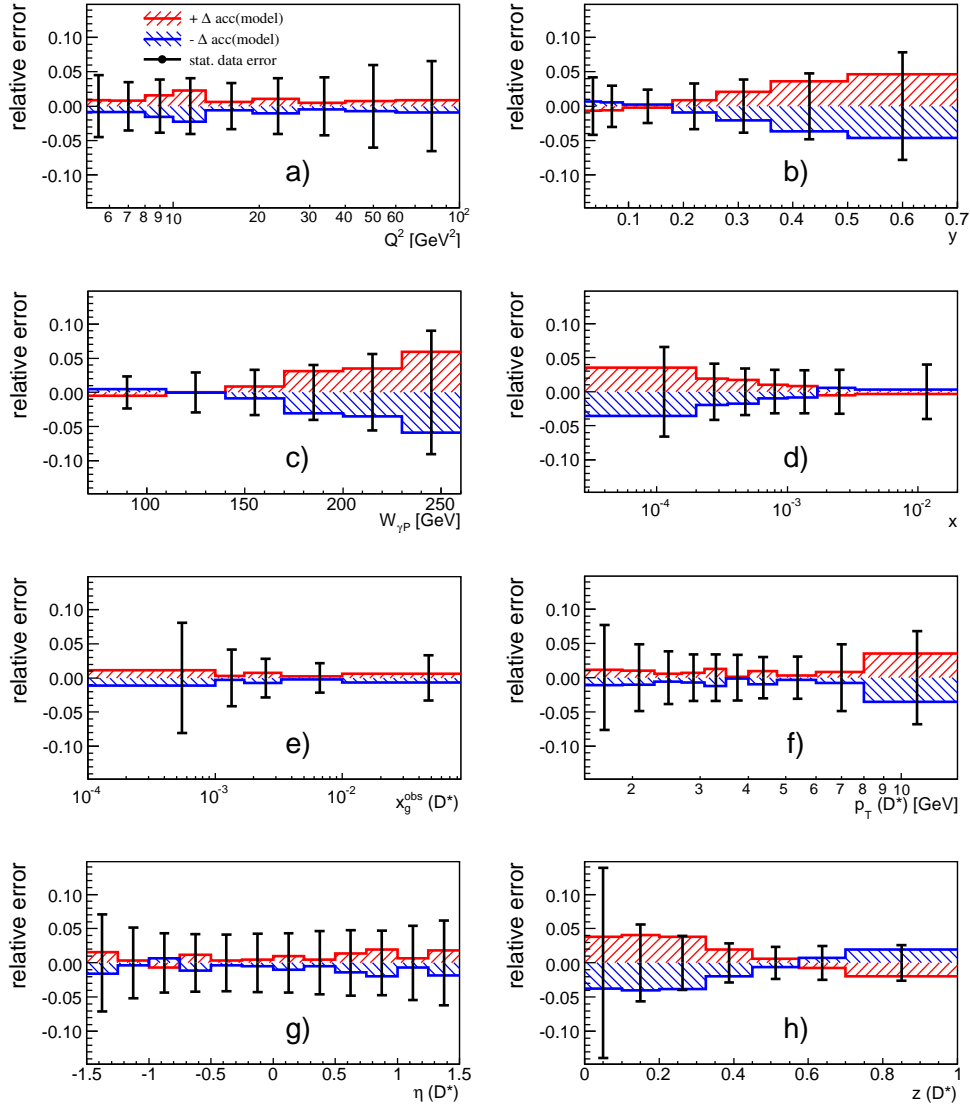 relative error
0.10
0.05
0.00
-0.05
-0.10
+ Δ acc(model)
- Δ acc(model)
stat. data error
a)
6 7 8 9 10 20 30 40 50 60 10²
Q² [GeV²]
relative error
0.10
0.05
0.00
-0.05
-0.10
b)
0.1 0.2 0.3 0.4 0.5 0.6 0.7
y
relative error
0.10
0.05
0.00
-0.05
-0.10
c)
100 150 200 250
W_γP [GeV]
relative error
0.10
0.05
0.00
-0.05
-0.10
d)
10⁻⁴ 10⁻³ 10⁻²
x
relative error
0.10
0.05
0.00
-0.05
-0.10
e)
10⁻⁴ 10⁻³ 10⁻²
x_g^obs (D*)
relative error
0.10
0.05
0.00
-0.05
-0.10
f)
2 3 4 5 6 7 8 9 10
p_T (D*) [GeV]
relative error
0.10
0.05
0.00
-0.05
-0.10
g)
-1.5 -1 -0.5 0 0.5 1 1.5
η (D*)
relative error
0.10
0.05
0.00
-0.05
-0.10
h)
0 0.2 0.4 0.6 0.8 1
z (D*)